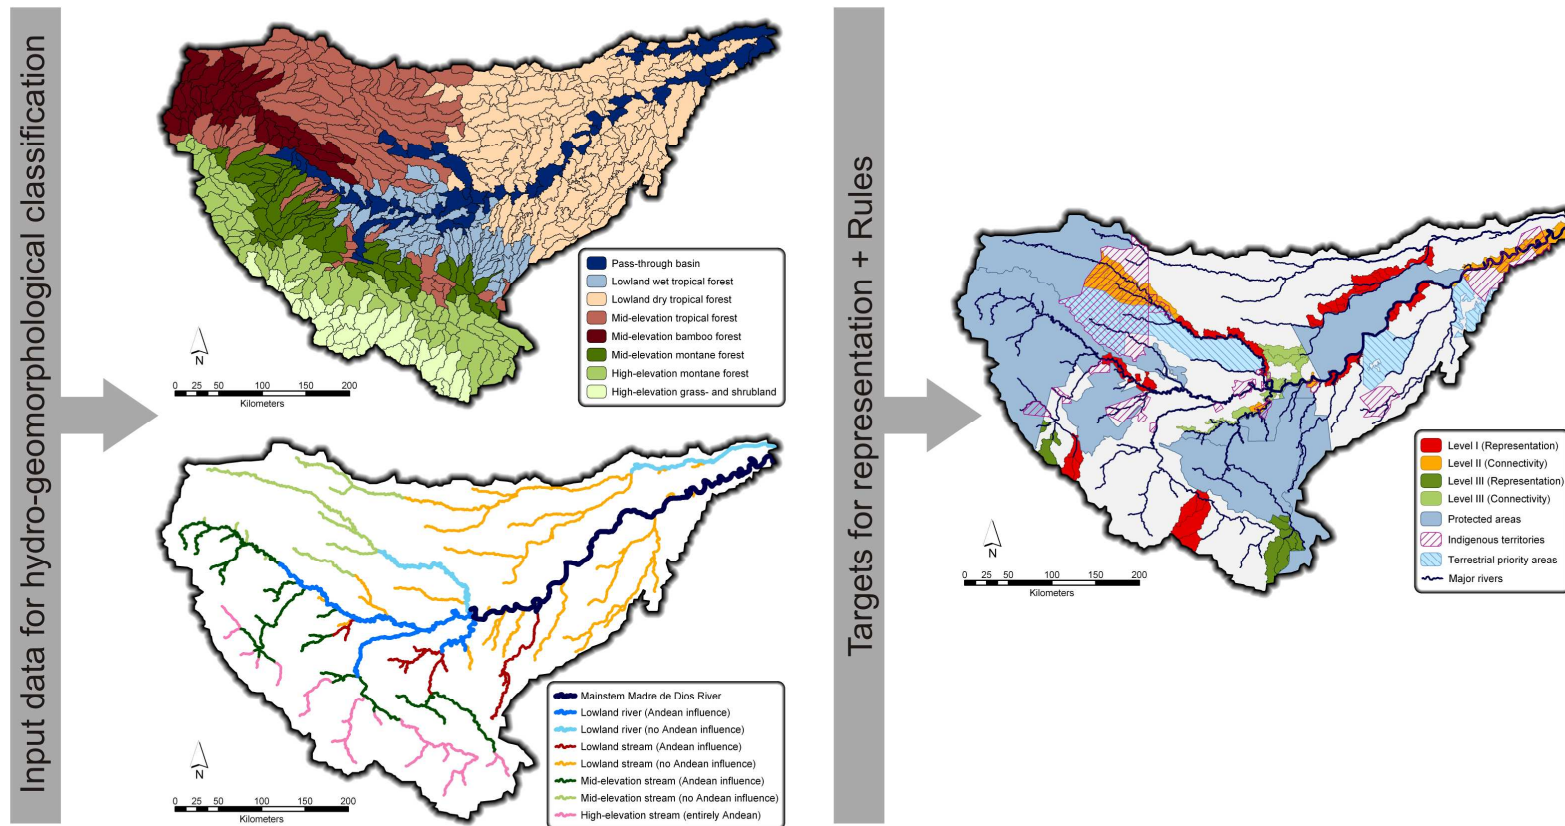 Input data for hydro-geomorphological classification
Pass-through basin
Lowland wet tropical forest
Lowland dry tropical forest
Mid-elevation tropical forest
Mid-elevation bamboo forest
Mid-elevation montane forest
High-elevation montane forest
High-elevation grass- and shrubland
N
0 25 50 100 150 200
Kilometers
Mainstem Madre de Dios River
Lowland river (Andean influence)
Lowland river (no Andean influence)
Lowland stream (Andean influence)
Lowland stream (no Andean influence)
Mid-elevation stream (Andean influence)
Mid-elevation stream (no Andean influence)
High-elevation stream (entirely Andean)
N
0 25 50 100 150 200
Kilometers
Targets for representation + Rules
Level I (Representation)
Level II (Connectivity)
Level III (Representation)
Level III (Connectivity)
Protected areas
Indigenous territories
Terrestrial priority areas
Major rivers
N
0 25 50 100 150 200
Kilometers